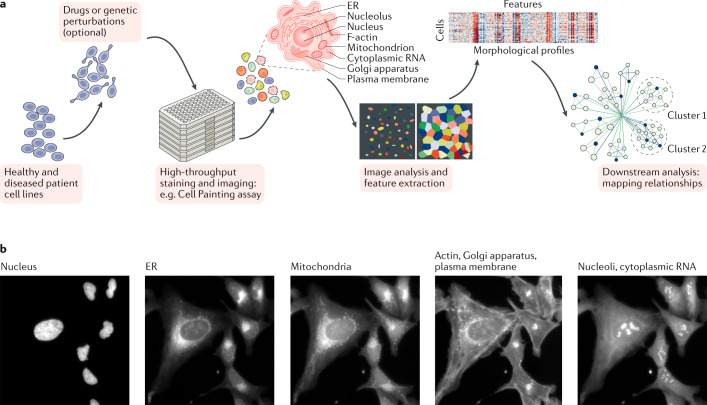 a
Drugs or genetic
perturbations
(optional)
ER
Nucleolus
Nucleus
F-actin
Mitochondrion
Cytoplasmic RNA
Golgi apparatus
Plasma membrane
Features
Cells
Morphological profiles
Cluster 1
Cluster 2
Healthy and
diseased patient
cell lines
High-throughput
staining and imaging:
e.g. Cell Painting assay
Image analysis and
feature extraction
Downstream analysis:
mapping relationships
b
Nucleus
ER
Mitochondria
Actin, Golgi apparatus,
plasma membrane
Nucleoli, cytoplasmic RNA